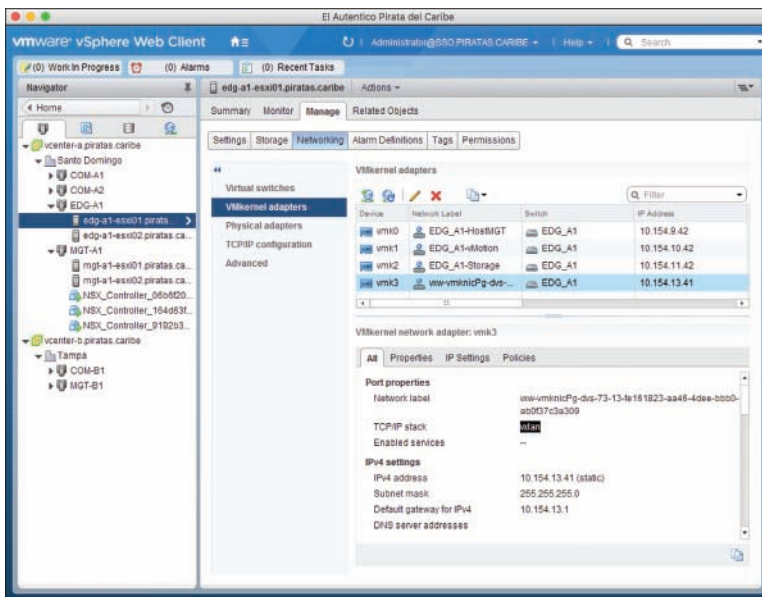 El Autentico Pirata del Caribe
vmware® vSphere Web Client
Administrator@SSO.PIRATAS.CARIBE
Help
Search
(0) Work In Progress
(0) Alarms
(0) Recent Tasks
Navigator
Home
vcenter-a.piratas.caribe
Santo Domingo
COM-A1
COM-A2
EDG-A1
edg-a1-esxi01.pirata...
edg-a1-esxi02.piratas.ca...
MGT-A1
mgt-a1-esxi01.piratas.ca...
mgt-a1-esxi02.piratas.ca...
NSX_Controller_06b6f20...
NSX_Controller_164d63f...
NSX_Controller_9192b3...
vcenter-b.piratas.caribe
Tampa
COM-B1
MGT-B1
edg-a1-esxi01.piratas.caribe
Actions
Summary Monitor Manage Related Objects
Settings Storage Networking Alarm Definitions Tags Permissions
Virtual switches
VMkernel adapters
Physical adapters
TCP/IP configuration
Advanced
VMkernel adapters
Filter
Device Network Label Switch IP Address
vmk0 EDG_A1-HostMGT EDG_A1 10.154.9.42
vmk1 EDG_A1-vMotion EDG_A1 10.154.10.42
vmk2 EDG_A1-Storage EDG_A1 10.154.11.42
vmk3 vxw-vmknicPg-dvs-... EDG_A1 10.154.13.41
VMkernel network adapter: vmk3
All Properties IP Settings Policies
Port properties
Network label vxw-vmknicPg-dvs-73-13-fe151823-aa46-4dee-bbb0-
ab0f37c3a309
TCP/IP stack vxlan
Enabled services --
IPv4 settings
IPv4 address 10.154.13.41 (static)
Subnet mask 255.255.255.0
Default gateway for IPv4 10.154.13.1
DNS server addresses